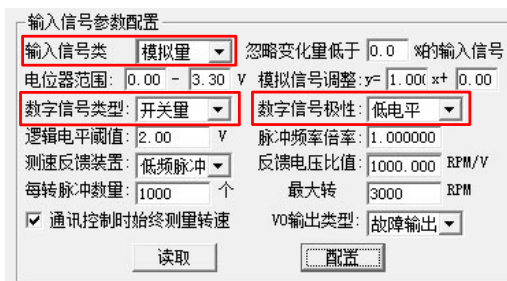 输入信号参数配置
输入信号类 模拟量 忽略变化量低于 0.0 %的输入信号
电位器范围: 0.00 - 3.30 V 模拟信号调整: y= 1.00( x+ 0.00
数字信号类型: 开关量 数字信号极性: 低电平
逻辑电平阈值: 2.00 V 脉冲频率倍率: 1.000000
测速反馈装置: 低频脉冲 反馈电压比值: 1000.000 RPM/V
每转脉冲数量: 1000 个 最大转 3000 RPM
通讯控制时始终测量转速 VO输出类型: 故障输出
读取 配置